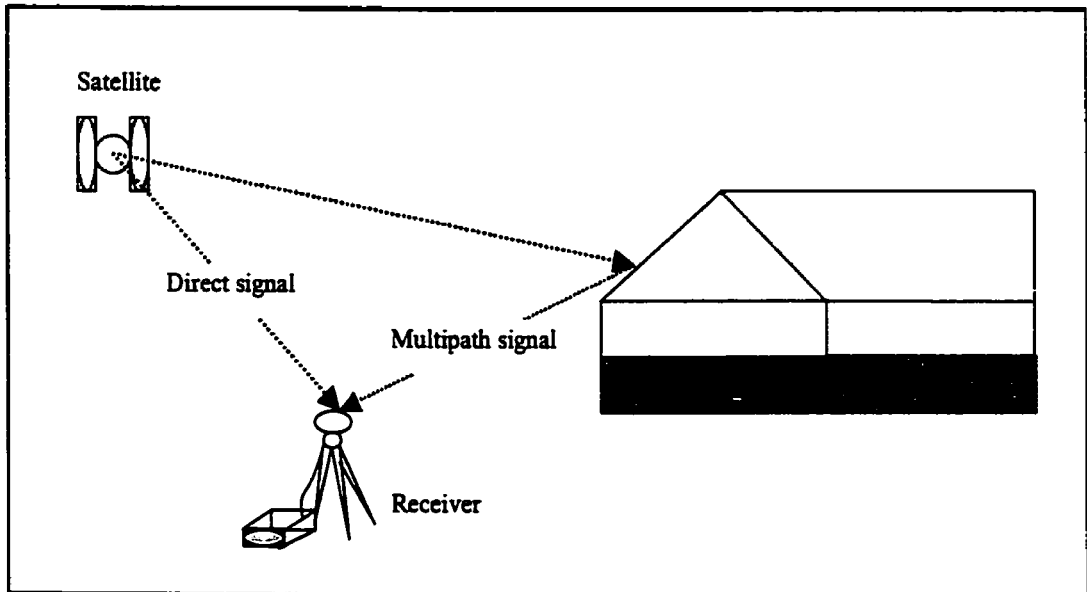 Satellite
Direct signal
Multipath signal
Receiver